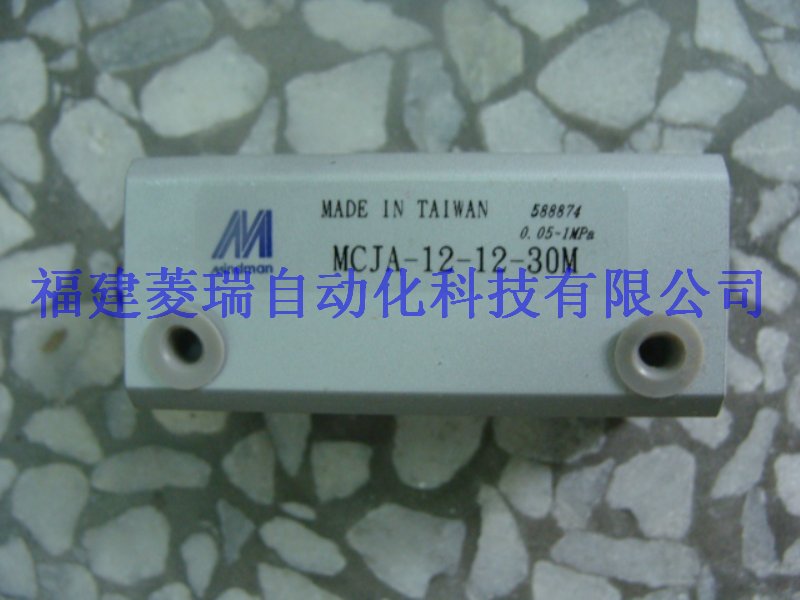 MADE IN TAIWAN 588874
0.05-1MPa
Mindman
MCJA-12-12-30M
福建菱瑞自动化科技有限公司